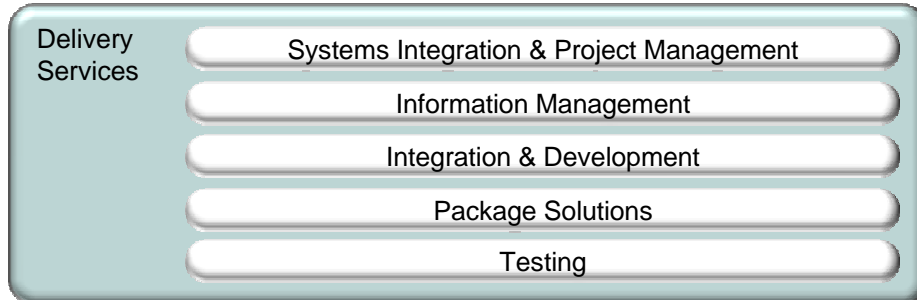 Delivery
Services
Systems Integration & Project Management
Information Management
Integration & Development
Package Solutions
Testing